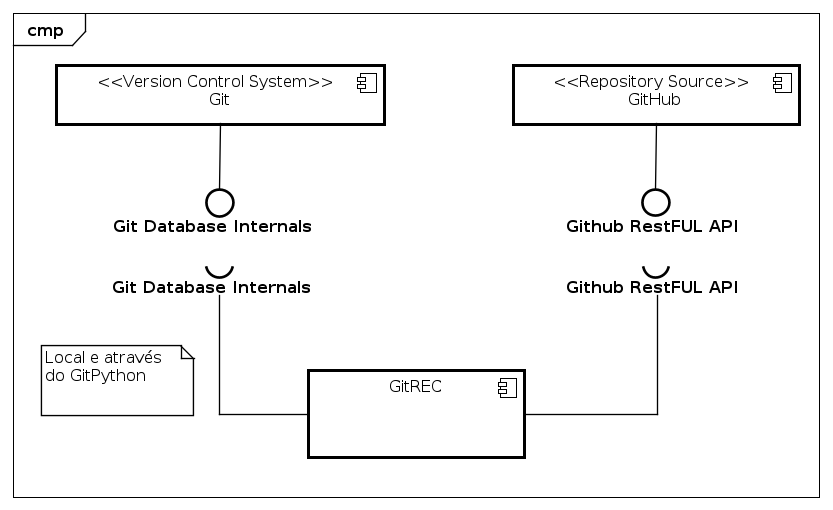 cmp
<<Version Control System>>
Git
<<Repository Source>>
GitHub
Git Database Internals
Github RestFUL API
Git Database Internals
Github RestFUL API
Local e através
do GitPython
GitREC